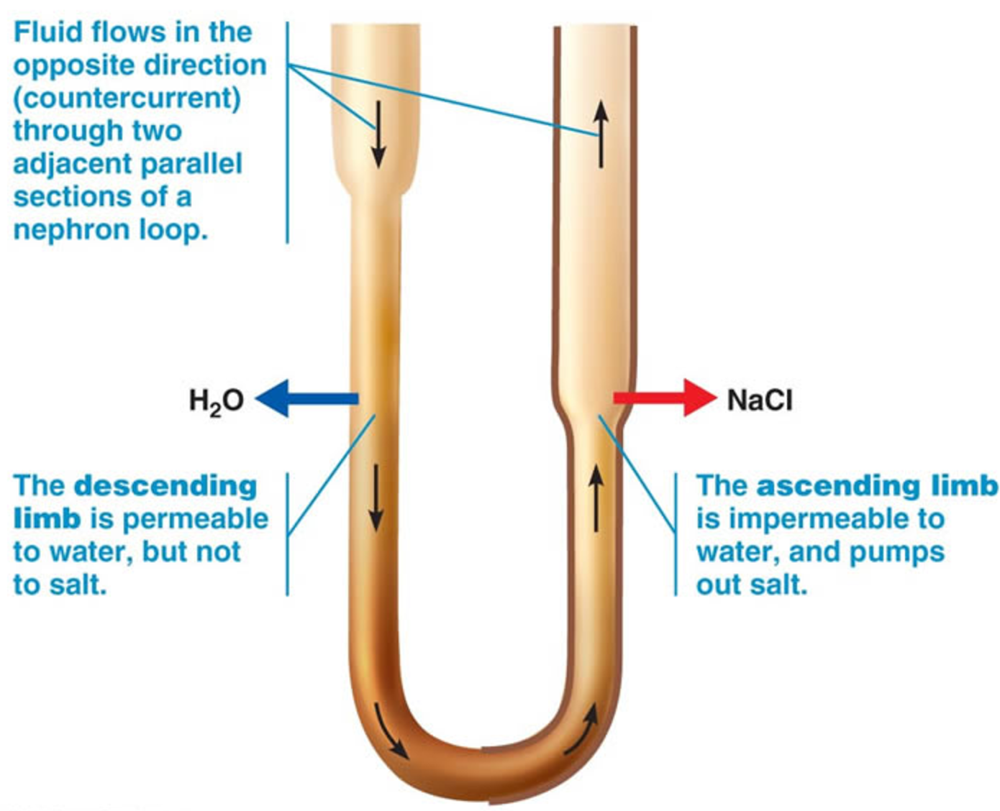 Fluid flows in the
opposite direction
(countercurrent)
through two
adjacent parallel
sections of a
nephron loop.
H₂O
NaCl
The descending
limb is permeable
to water, but not
to salt.
The ascending limb
is impermeable to
water, and pumps
out salt.